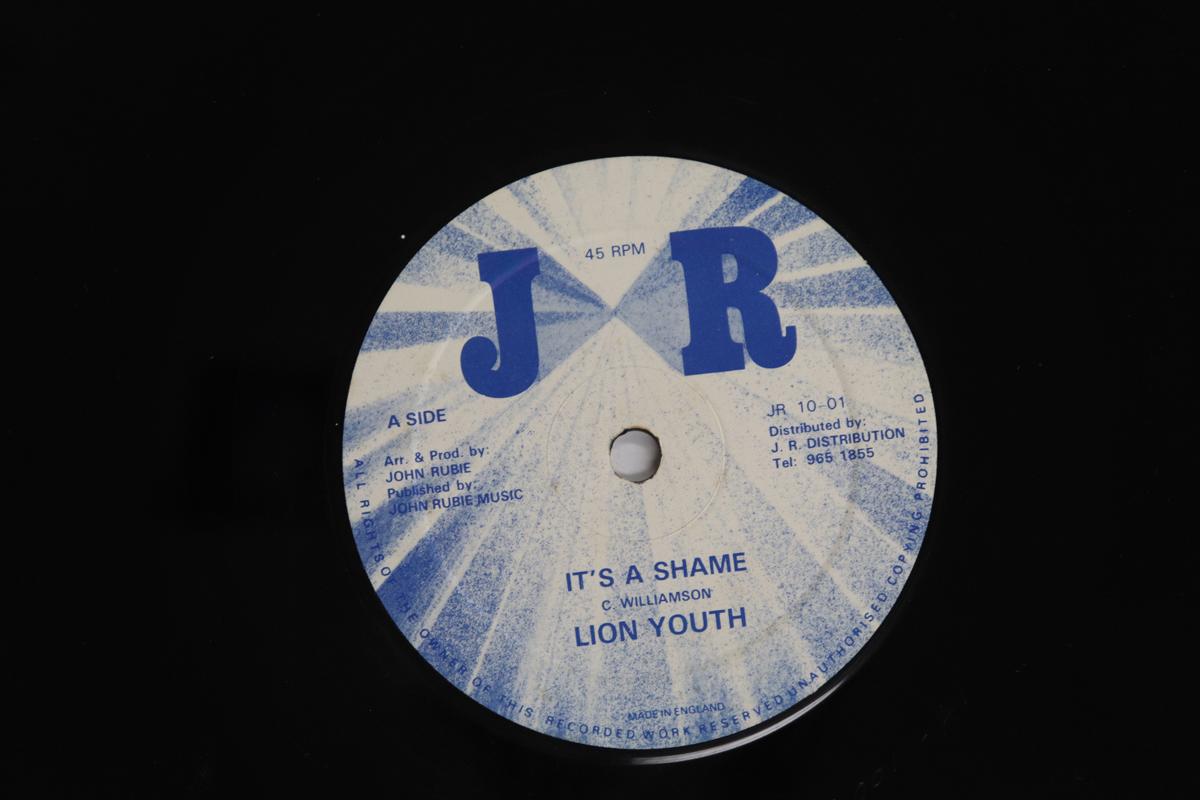 45 RPM
J R
A SIDE
Arr. & Prod. by:
JOHN RUBIE
Published by:
JOHN RUBIE MUSIC
JR 10-01
Distributed by:
J. R. DISTRIBUTION
Tel: 965 1855
IT'S A SHAME
C. WILLIAMSON
LION YOUTH
MADE IN ENGLAND
ALL RIGHTS OF THE OWNER OF THIS RECORDED WORK RESERVED UNAUTHORISED COPYING PROHIBITED